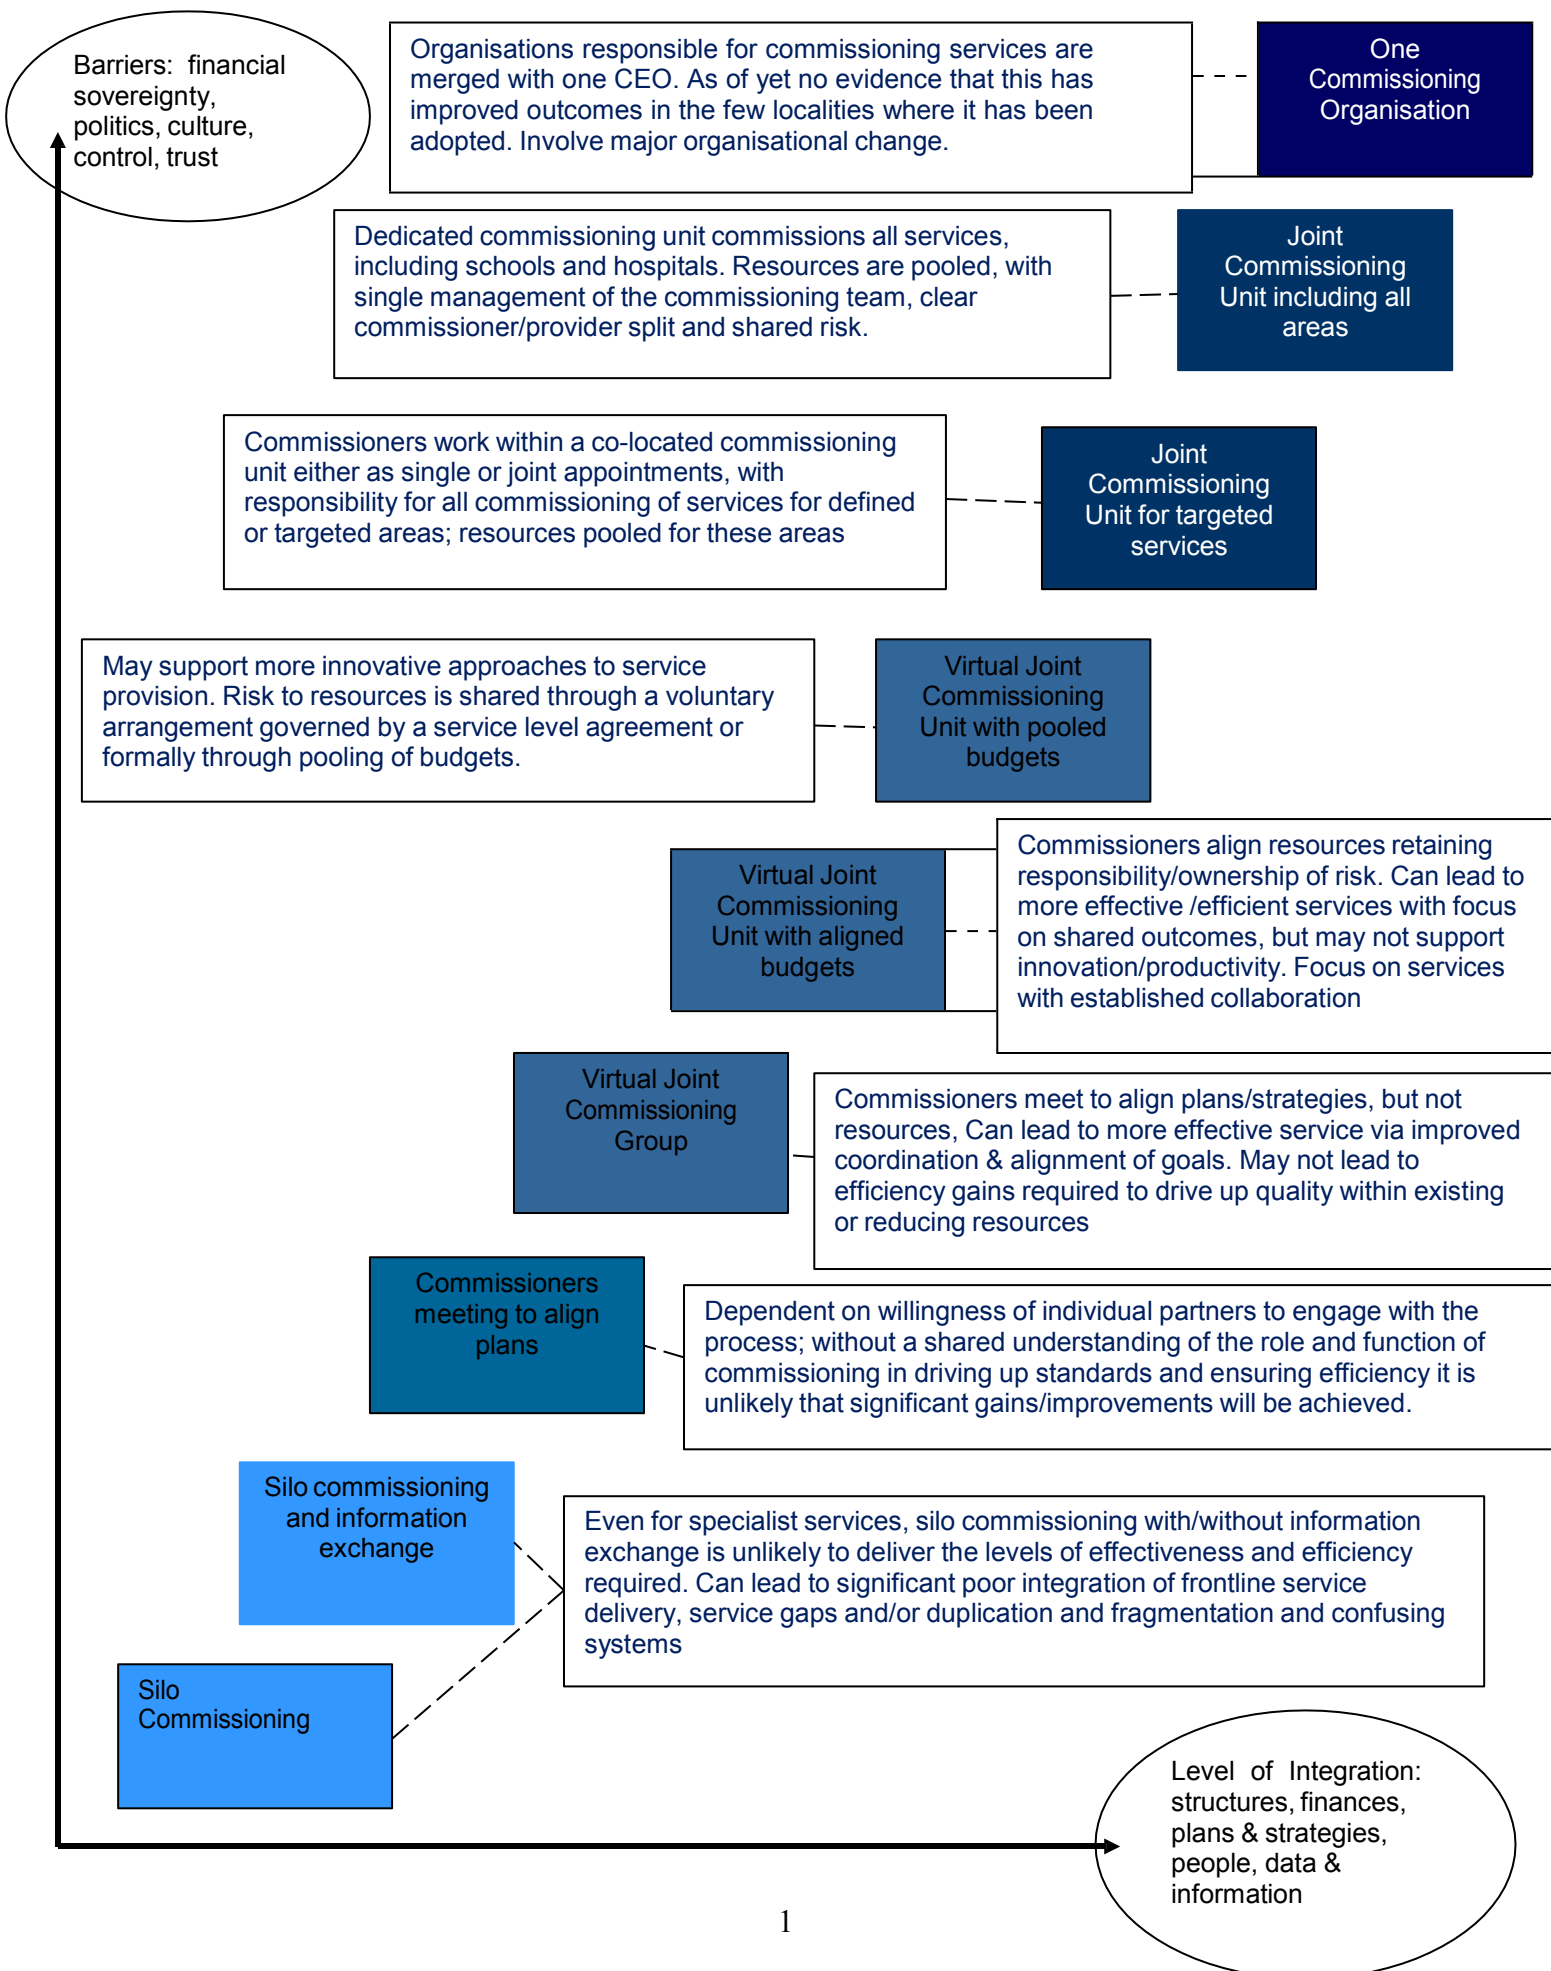 Barriers: financial
sovereignty,
politics, culture,
control, trust
Organisations responsible for commissioning services are
merged with one CEO. As of yet no evidence that this has
improved outcomes in the few localities where it has been
adopted. Involve major organisational change.
One
Commissioning
Organisation
Dedicated commissioning unit commissions all services,
including schools and hospitals. Resources are pooled, with
single management of the commissioning team, clear
commissioner/provider split and shared risk.
Joint
Commissioning
Unit including all
areas
Commissioners work within a co-located commissioning
unit either as single or joint appointments, with
responsibility for all commissioning of services for defined
or targeted areas; resources pooled for these areas
Joint
Commissioning
Unit for targeted
services
May support more innovative approaches to service
provision. Risk to resources is shared through a voluntary
arrangement governed by a service level agreement or
formally through pooling of budgets.
Virtual Joint
Commissioning
Unit with pooled
budgets
Virtual Joint
Commissioning
Unit with aligned
budgets
Commissioners align resources retaining
responsibility/ownership of risk. Can lead to
more effective /efficient services with focus
on shared outcomes, but may not support
innovation/productivity. Focus on services
with established collaboration
Virtual Joint
Commissioning
Group
Commissioners meet to align plans/strategies, but not
resources, Can lead to more effective service via improved
coordination & alignment of goals. May not lead to
efficiency gains required to drive up quality within existing
or reducing resources
Commissioners
meeting to align
plans
Dependent on willingness of individual partners to engage with the
process; without a shared understanding of the role and function of
commissioning in driving up standards and ensuring efficiency it is
unlikely that significant gains/improvements will be achieved.
Silo commissioning
and information
exchange
Even for specialist services, silo commissioning with/without information
exchange is unlikely to deliver the levels of effectiveness and efficiency
required. Can lead to significant poor integration of frontline service
delivery, service gaps and/or duplication and fragmentation and confusing
systems
Silo
Commissioning
Level of Integration:
structures, finances,
plans & strategies,
people, data &
information
1